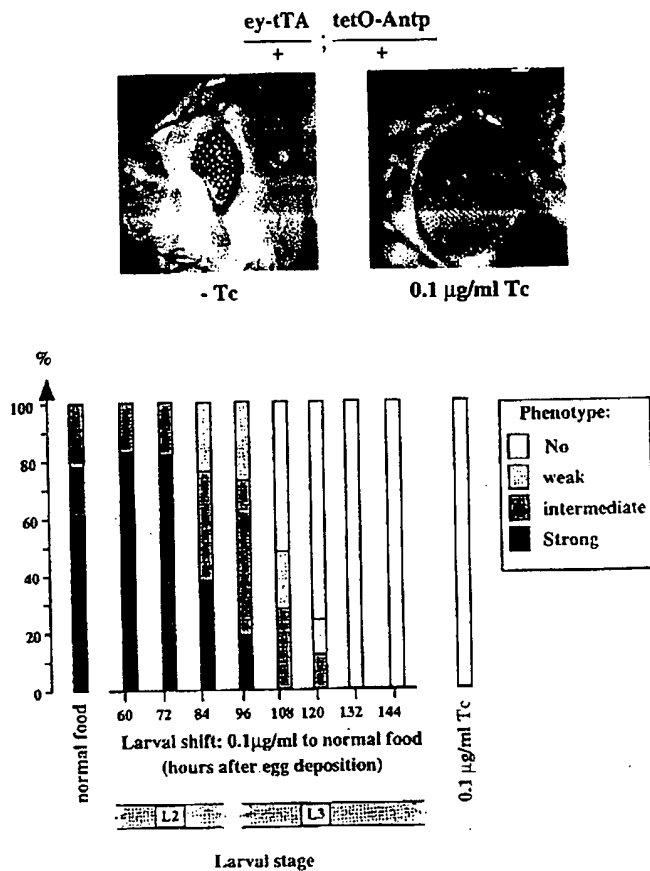 ey-tTA ; tetO-Antp
+ +
- Tc
0.1 µg/ml Tc
%
100
80
60
40
20
0
normal food
60 72 84 96 108 120 132 144
0.1 µg/ml Tc
Larval shift: 0.1µg/ml to normal food
(hours after egg deposition)
L2
L3
Larval stage
Phenotype:
No
weak
intermediate
Strong